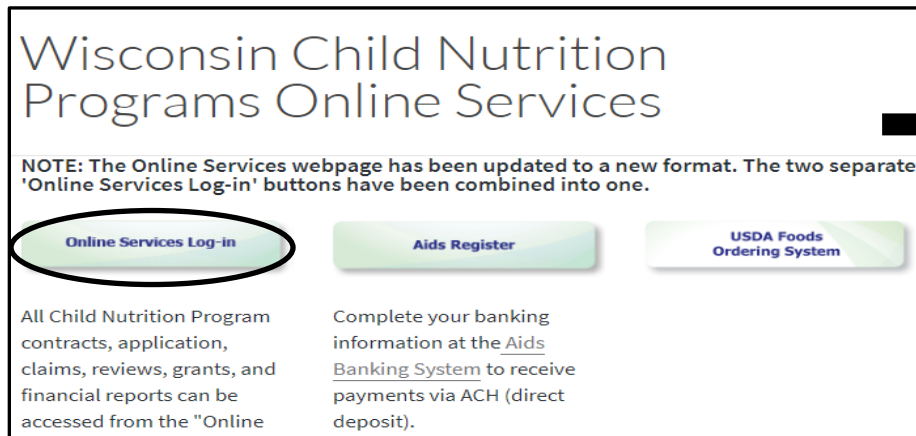 Wisconsin Child Nutrition
Programs Online Services
NOTE: The Online Services webpage has been updated to a new format. The two separate
'Online Services Log-in' buttons have been combined into one.
Online Services Log-in
Aids Register
USDA Foods
Ordering System
All Child Nutrition Program
contracts, application,
claims, reviews, grants, and
financial reports can be
accessed from the "Online
Complete your banking
information at the Aids
Banking System to receive
payments via ACH (direct
deposit).